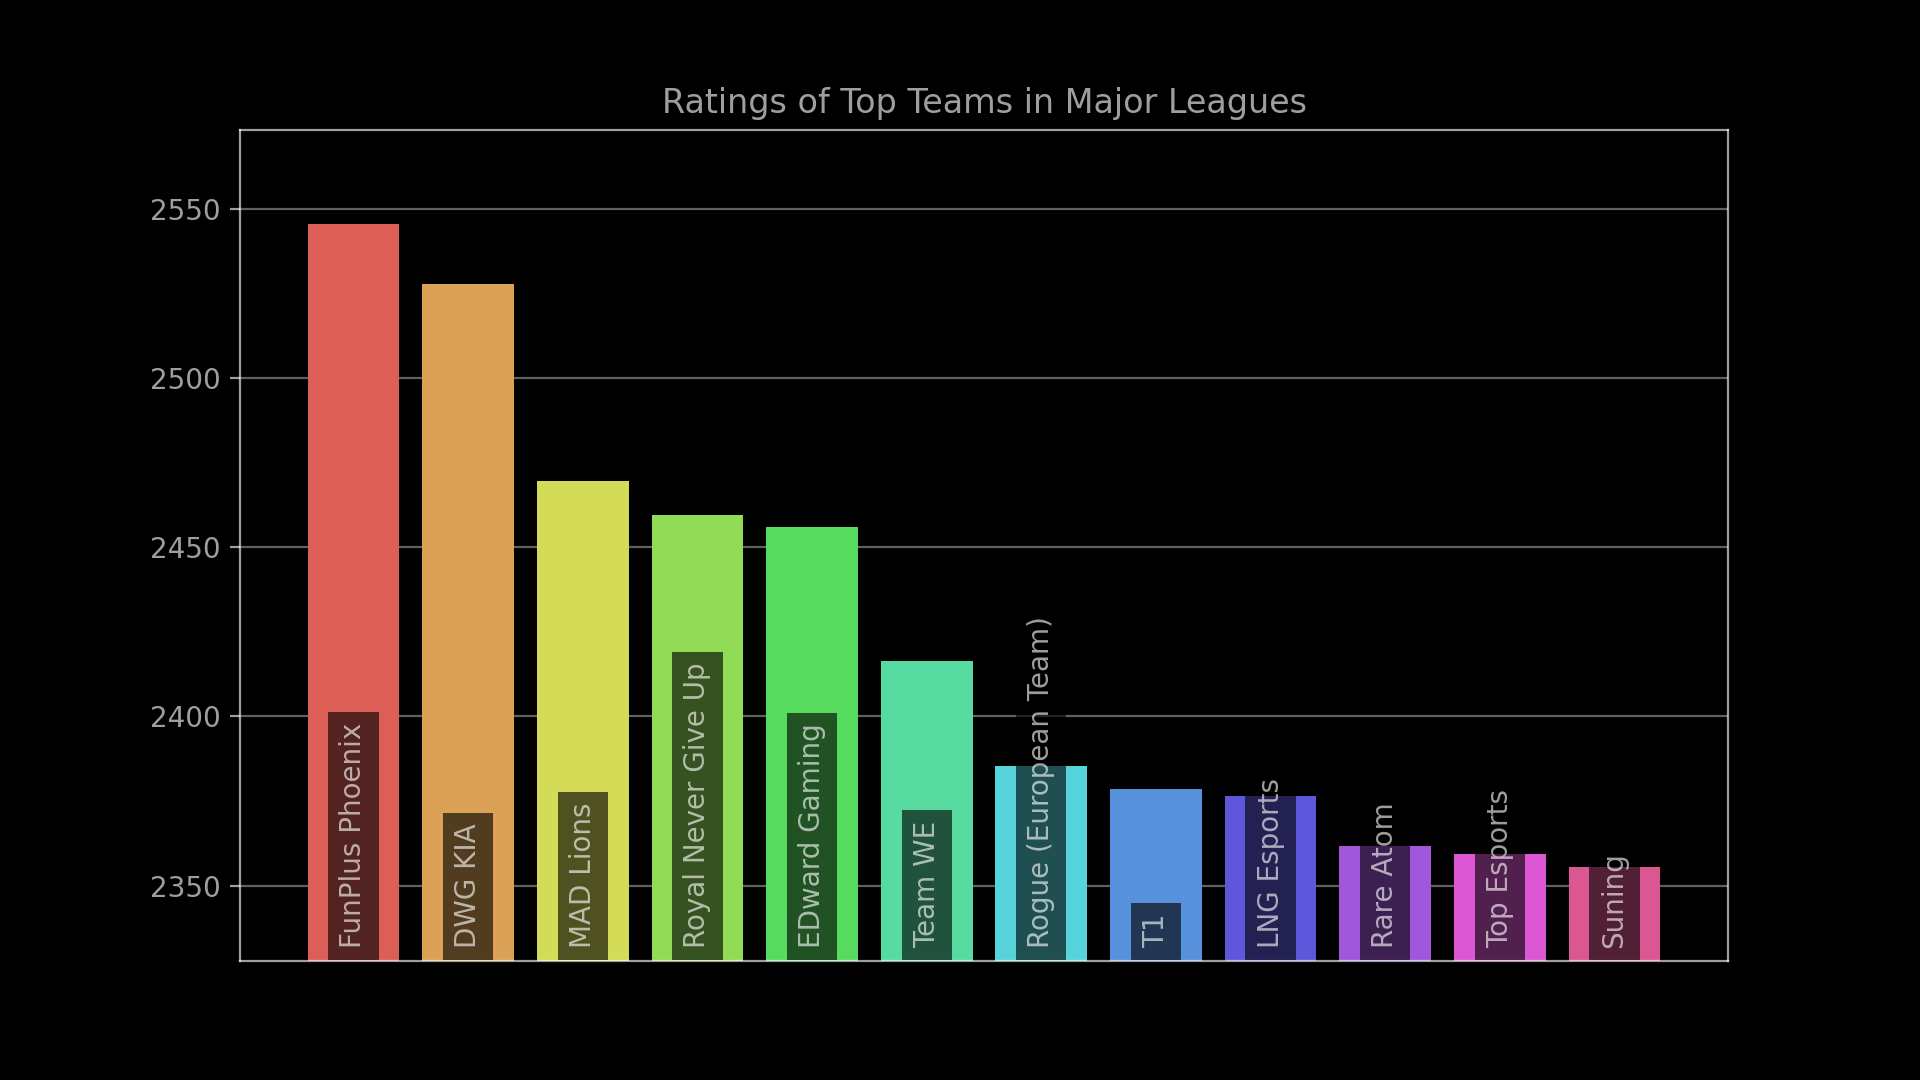 Ratings of Top Teams in Major Leagues
2550
2500
2450
2400
2350
FunPlus Phoenix
DWG KIA
MAD Lions
Royal Never Give Up
EDward Gaming
Team WE
Rogue (European Team)
T1
LNG Esports
Rare Atom
Top Esports
Suning